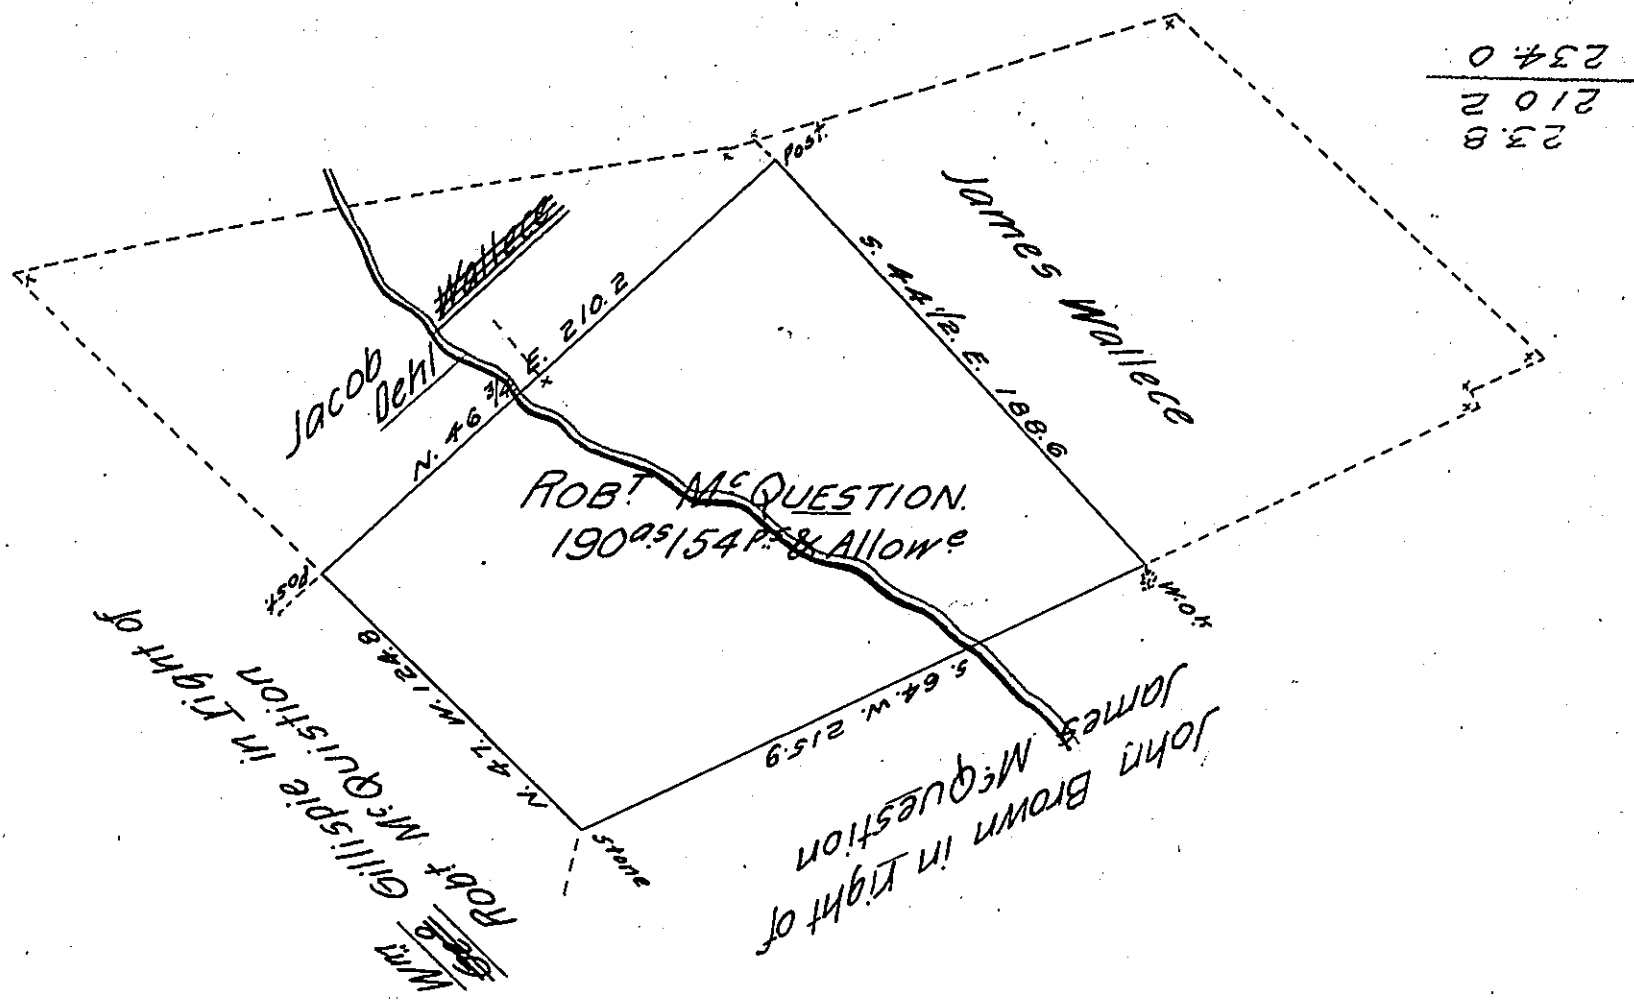 23.8
210 2
234 0
James Wallece
Post.
S. 44 1/2. E. 188.6
Wallece
Jacob
Dehl
N. 46 3/4 E. 210.2
ROBT. McQUESTION.
190as. 154 ps. & Allowe
Post.
W.O.K.
N. 47. W. 124.8
S. 64. W. 215.9
Stone
Wm Gillispie in right of
Robt McQuistion
John Brown in right of
James McQuestion